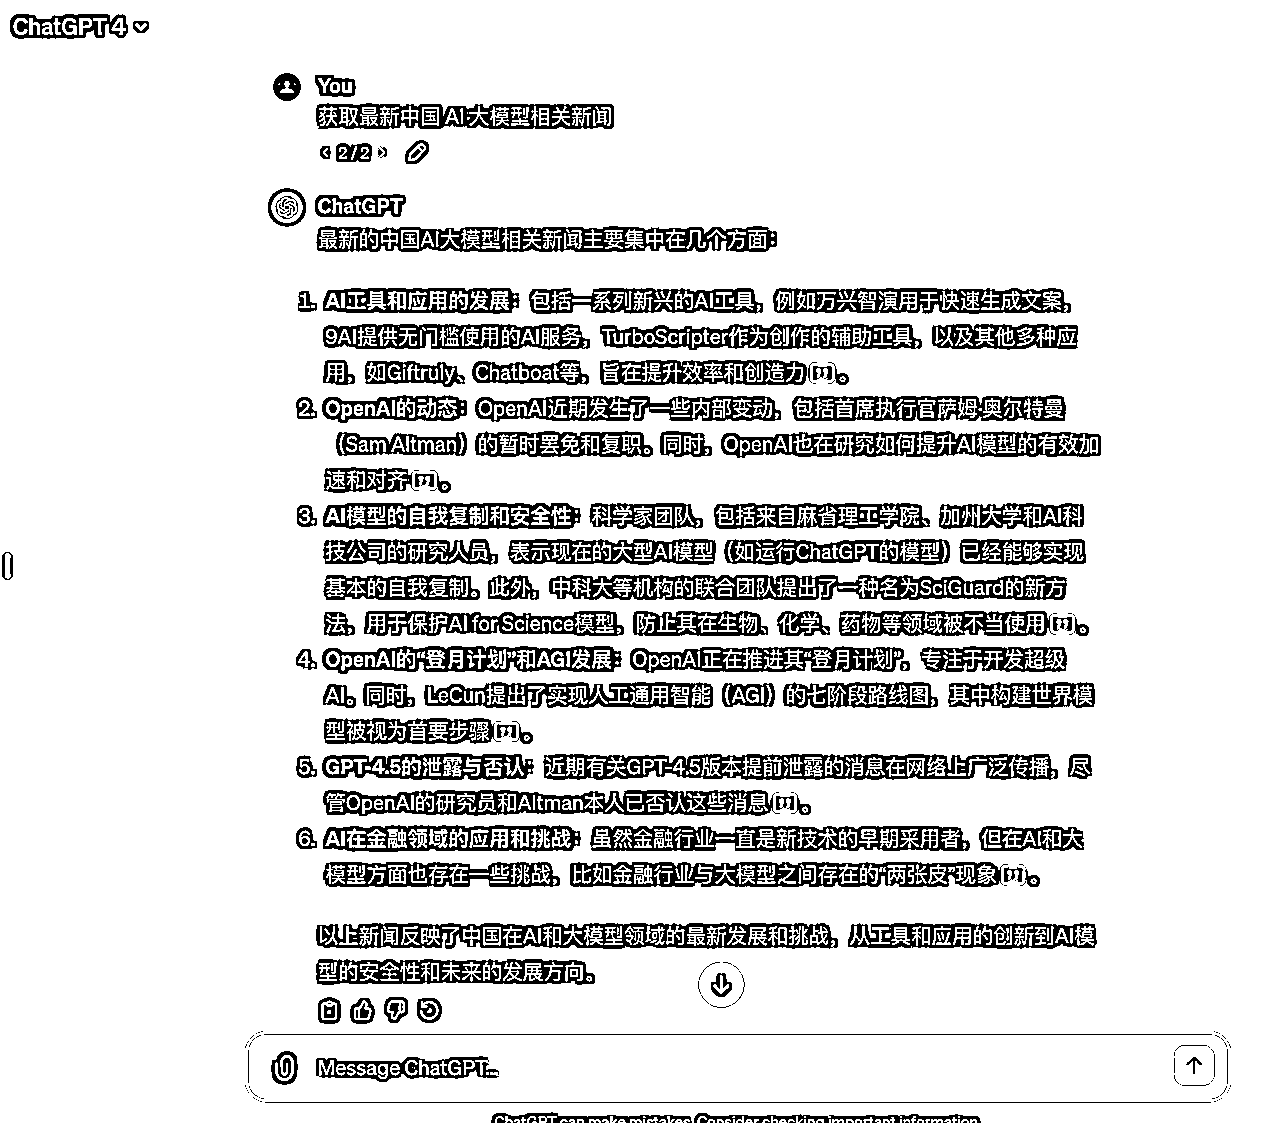 ChatGPT 4
You
获取最新中国 AI 大模型相关新闻
2/2
ChatGPT
最新的中国AI大模型相关新闻主要集中在几个方面：
1. AI工具和应用的发展：包括一系列新兴的AI工具，例如万兴智演用于快速生成文案，
9AI提供无门槛使用的AI服务，TurboScripter作为创作的辅助工具，以及其他多种应
用，如Giftruly、Chatboat等，旨在提升效率和创造力。
2. OpenAI的动态：OpenAI近期发生了一些内部变动，包括首席执行官萨姆·奥尔特曼
（Sam Altman）的暂时罢免和复职。同时，OpenAI也在研究如何提升AI模型的有效加
速和对齐。
3. AI模型的自我复制和安全性：科学家团队，包括来自麻省理工学院、加州大学和AI科
技公司的研究人员，表示现在的大型AI模型（如运行ChatGPT的模型）已经能够实现
基本的自我复制。此外，中科大等机构的联合团队提出了一种名为SciGuard的新方
法，用于保护AI for Science模型，防止其在生物、化学、药物等领域被不当使用。
4. OpenAI的“登月计划”和AGI发展：OpenAI正在推进其“登月计划”，专注于开发超级
AI。同时，LeCun提出了实现人工通用智能（AGI）的七阶段路线图，其中构建世界模
型被视为首要步骤。
5. GPT-4.5的泄露与否认：近期有关GPT-4.5版本提前泄露的消息在网络上广泛传播，尽
管OpenAI的研究员和Altman本人已否认这些消息。
6. AI在金融领域的应用和挑战：虽然金融行业一直是新技术的早期采用者，但在AI和大
模型方面也存在一些挑战，比如金融行业与大模型之间存在的“两张皮”现象。
以上新闻反映了中国在AI和大模型领域的最新发展和挑战，从工具和应用的创新到AI模
型的安全性和未来的发展方向。
Message ChatGPT…
ChatGPT can make mistakes. Consider checking important information.